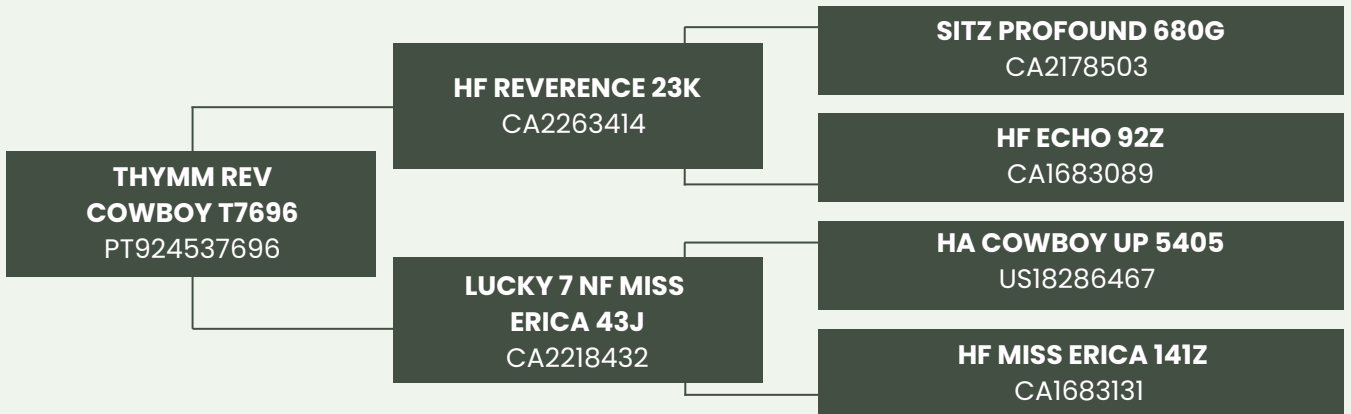 SITZ PROFOUND 680G
CA2178503
HF REVERENCE 23K
CA2263414
HF ECHO 92Z
CA1683089
THYMM REV
COWBOY T7696
PT924537696
HA COWBOY UP 5405
US18286467
LUCKY 7 NF MISS
ERICA 43J
CA2218432
HF MISS ERICA 141Z
CA1683131